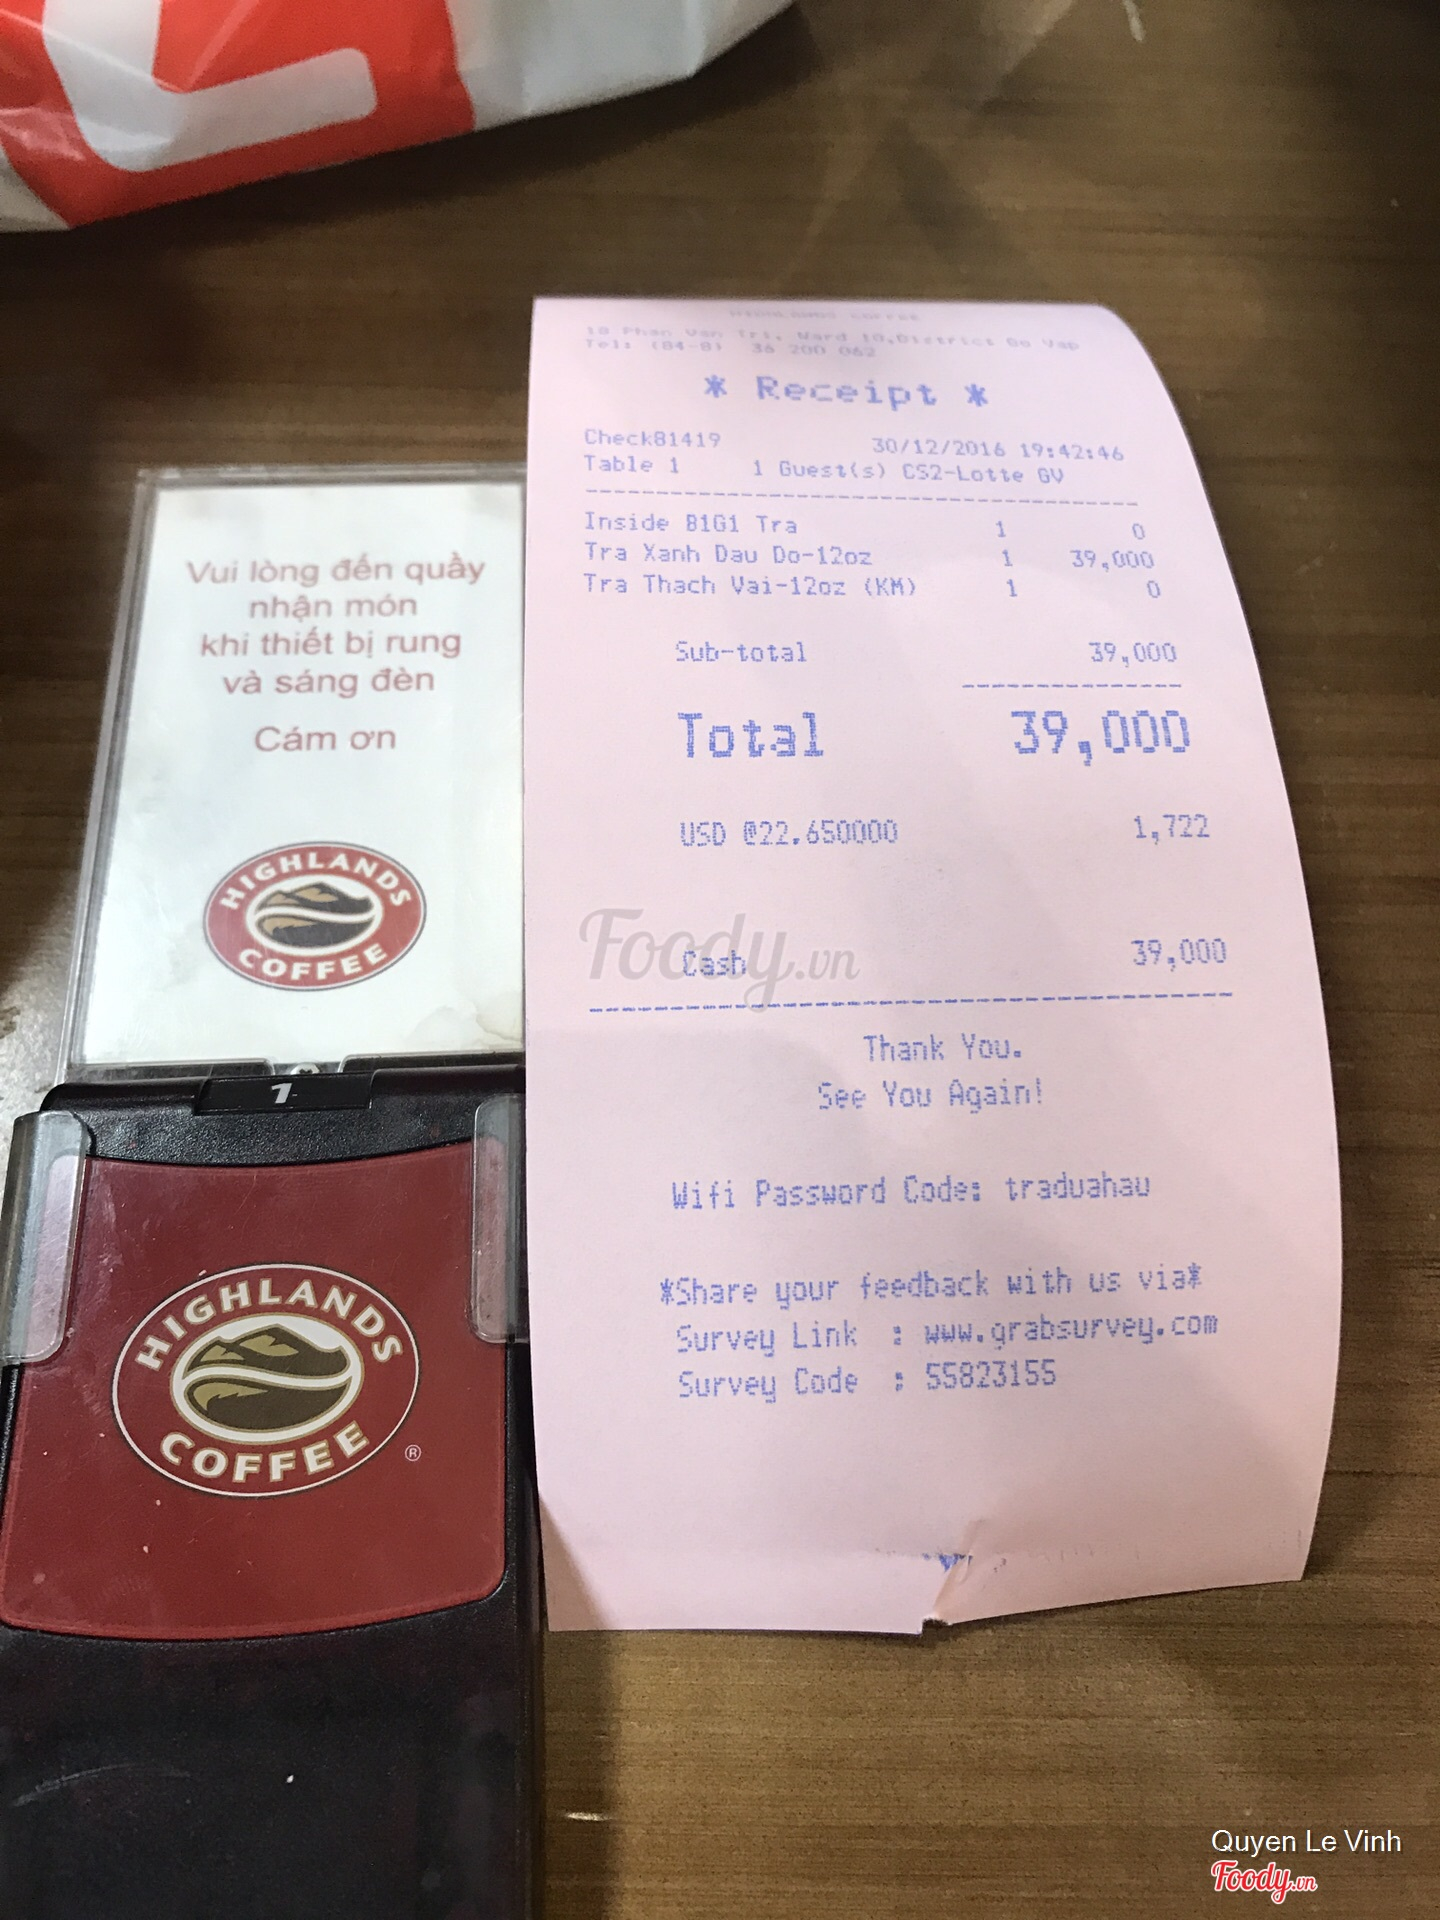 Vui lòng đến quầy
nhận món
khi thiết bị rung
và sáng đèn
Cám ơn
HIGHLANDS
COFFEE
1
HIGHLANDS
COFFEE
®
HIGHLANDS COFFEE
18 Phan Van Tri, Ward 10,District Go Vap
Tel: (84-8) 36 200 062
* Receipt *
Check81419 30/12/2016 19:42:46
Table 1 1 Guest(s) CS2-Lotte GV
Inside B1G1 Tra 1 0
Tra Xanh Dau Do-12oz 1 39,000
Tra Thach Vai-12oz (KM) 1 0
Sub-total 39,000
Total 39,000
USD @22.650000 1,722
Foody.vn
Cash 39,000
Thank You.
See You Again!
Wifi Password Code: traduahau
*Share your feedback with us via*
Survey Link : www.grabsurvey.com
Survey Code : 55823155
Quyen Le Vinh
Foody.vn